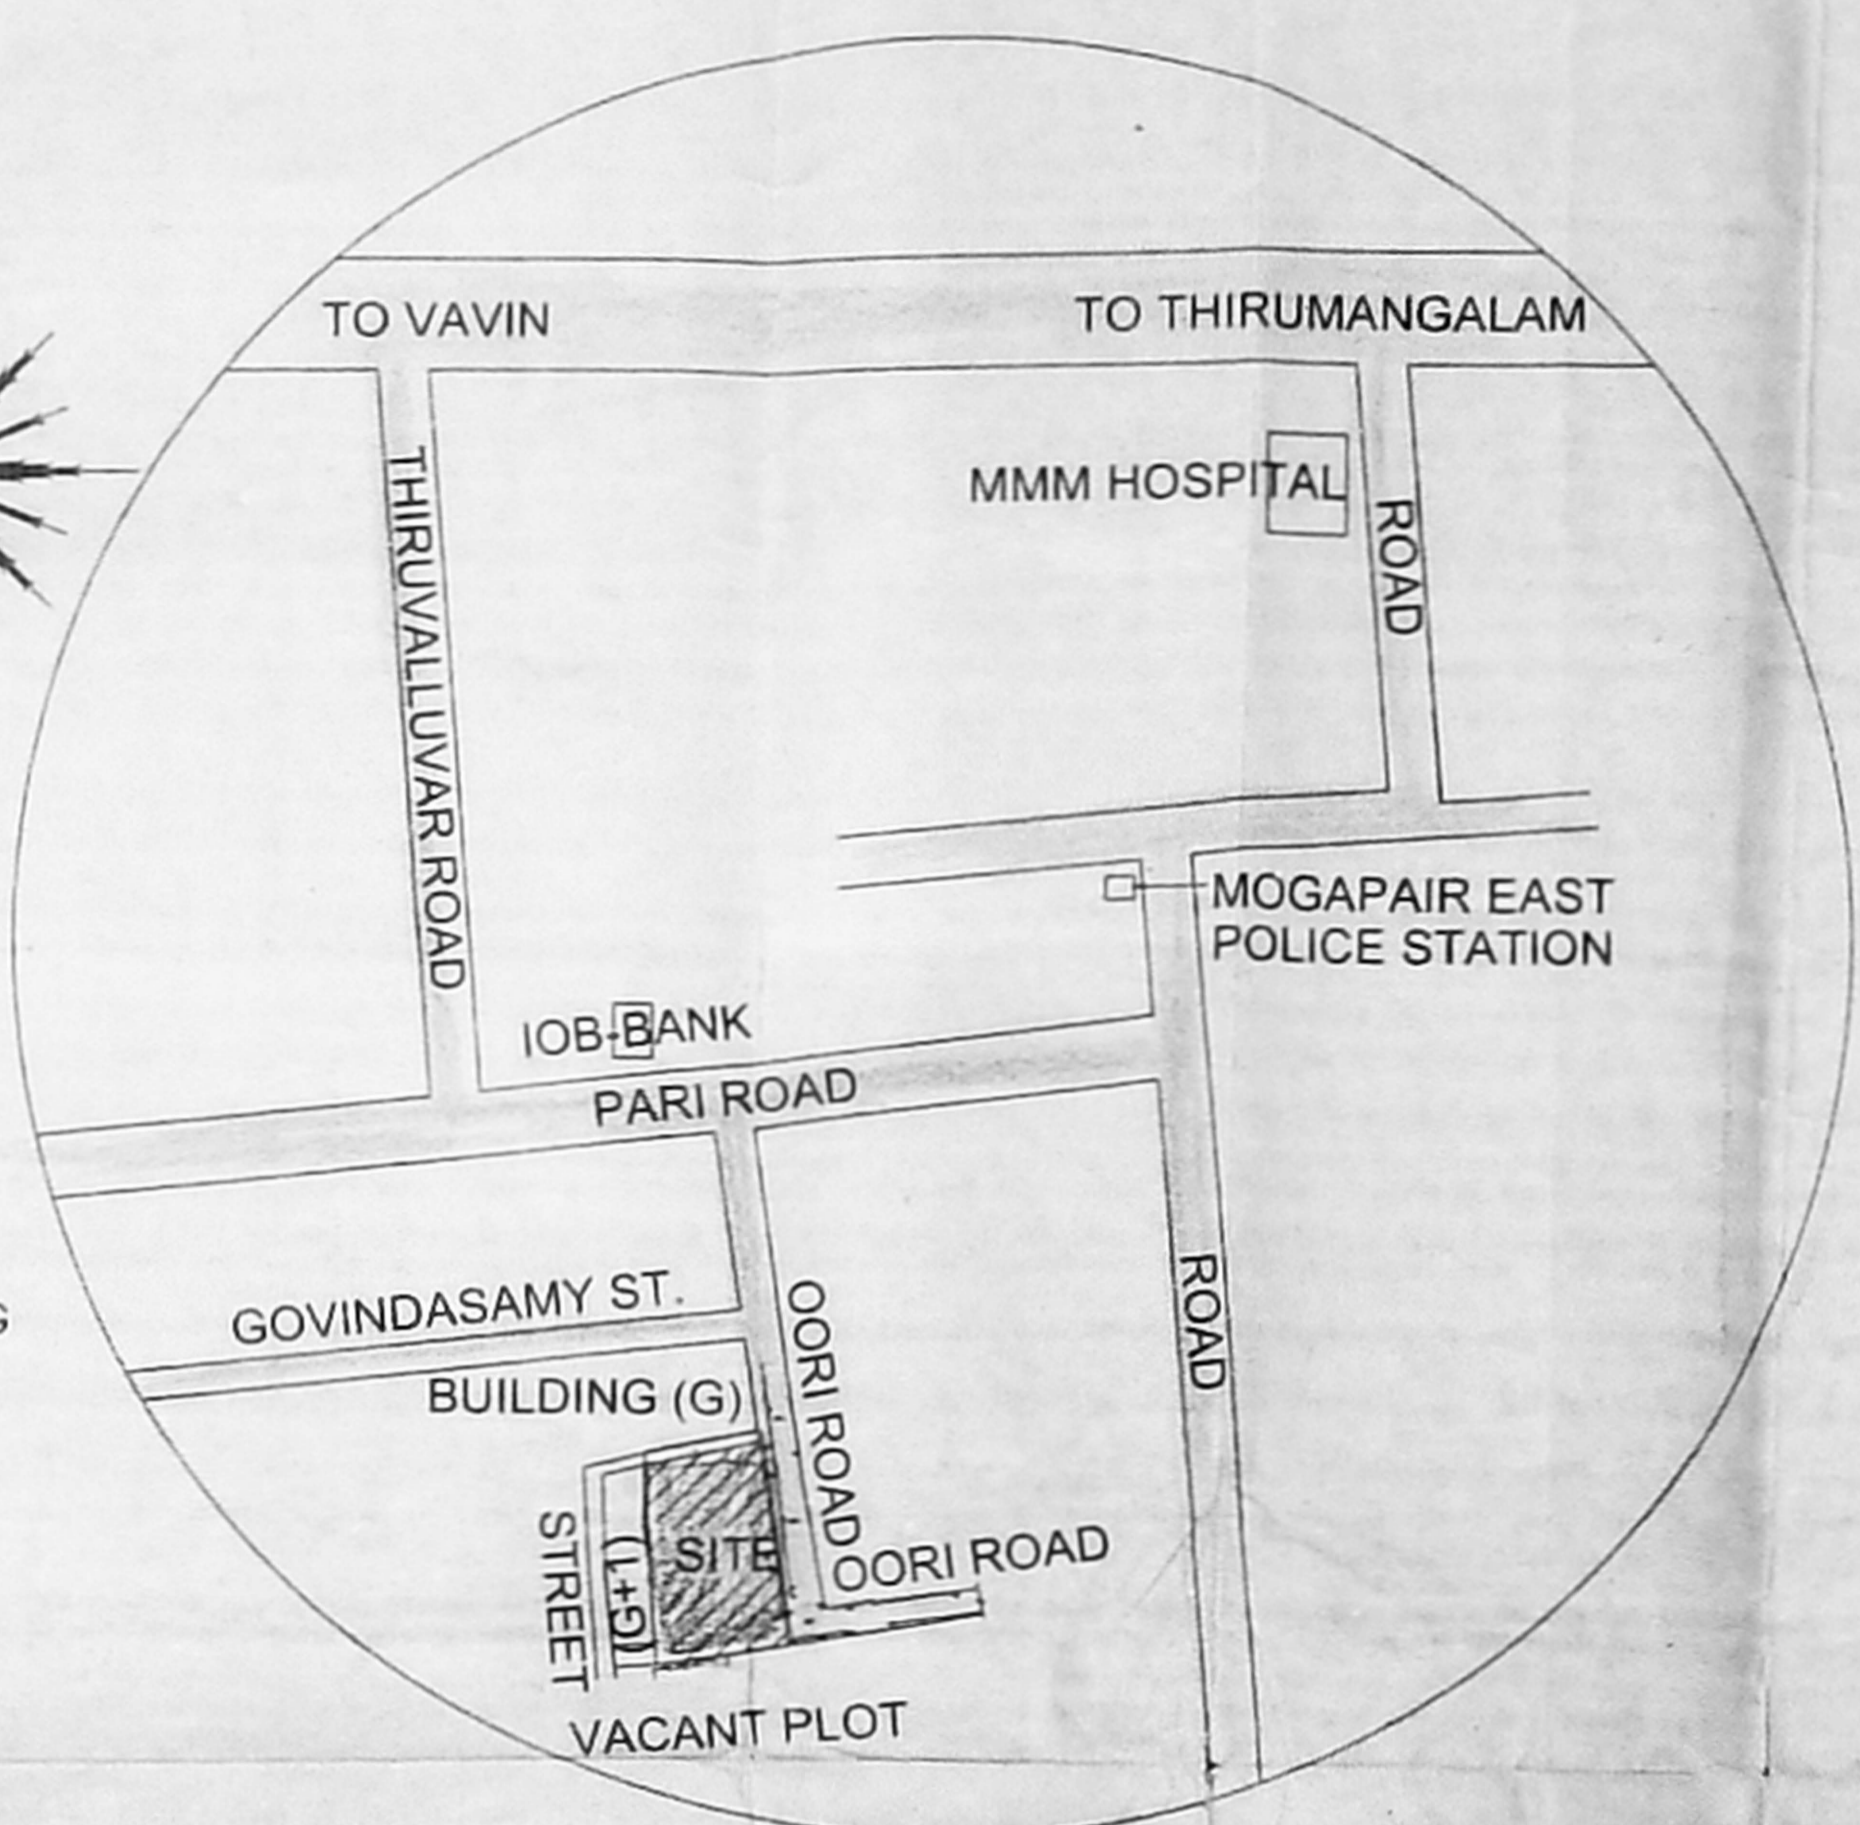 TO VAVIN
TO THIRUMANGALAM
MMM HOSPITAL
ROAD
THIRUVALLUVAR ROAD
MOGAPAIR EAST
POLICE STATION
IOB-BANK
PARI ROAD
GOVINDASAMY ST.
OORI ROAD
ROAD
BUILDING (G)
STREET
(G+1)
SITE
OORI ROAD
VACANT PLOT